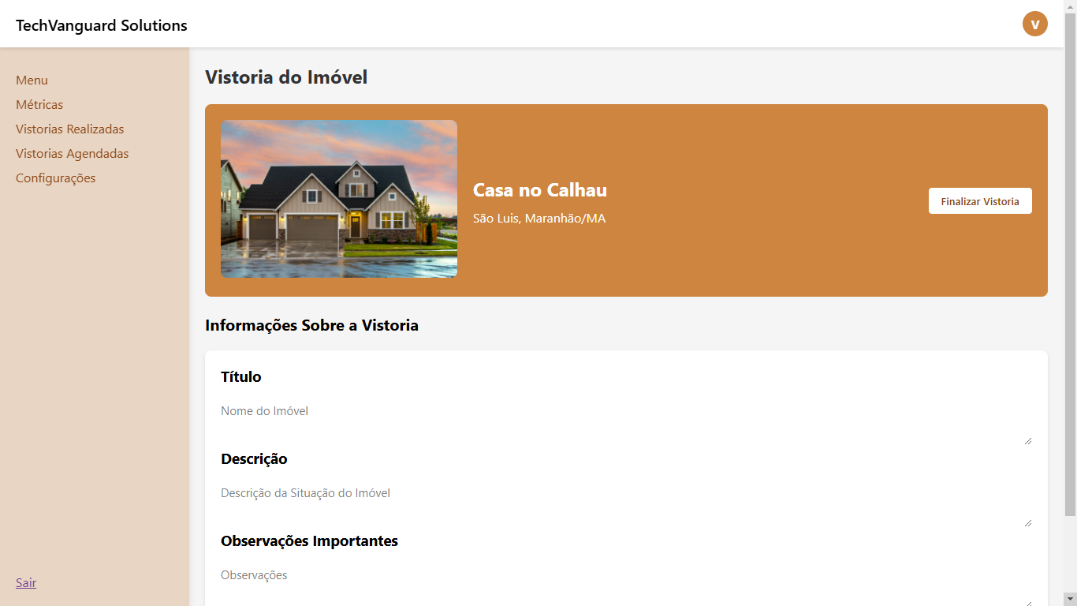 TechVanguard Solutions
V
Menu
Métricas
Vistorias Realizadas
Vistorias Agendadas
Configurações
Sair
Vistoria do Imóvel
Casa no Calhau
São Luis, Maranhão/MA
Finalizar Vistoria
Informações Sobre a Vistoria
Título
Nome do Imóvel
Descrição
Descrição da Situação do Imóvel
Observações Importantes
Observações